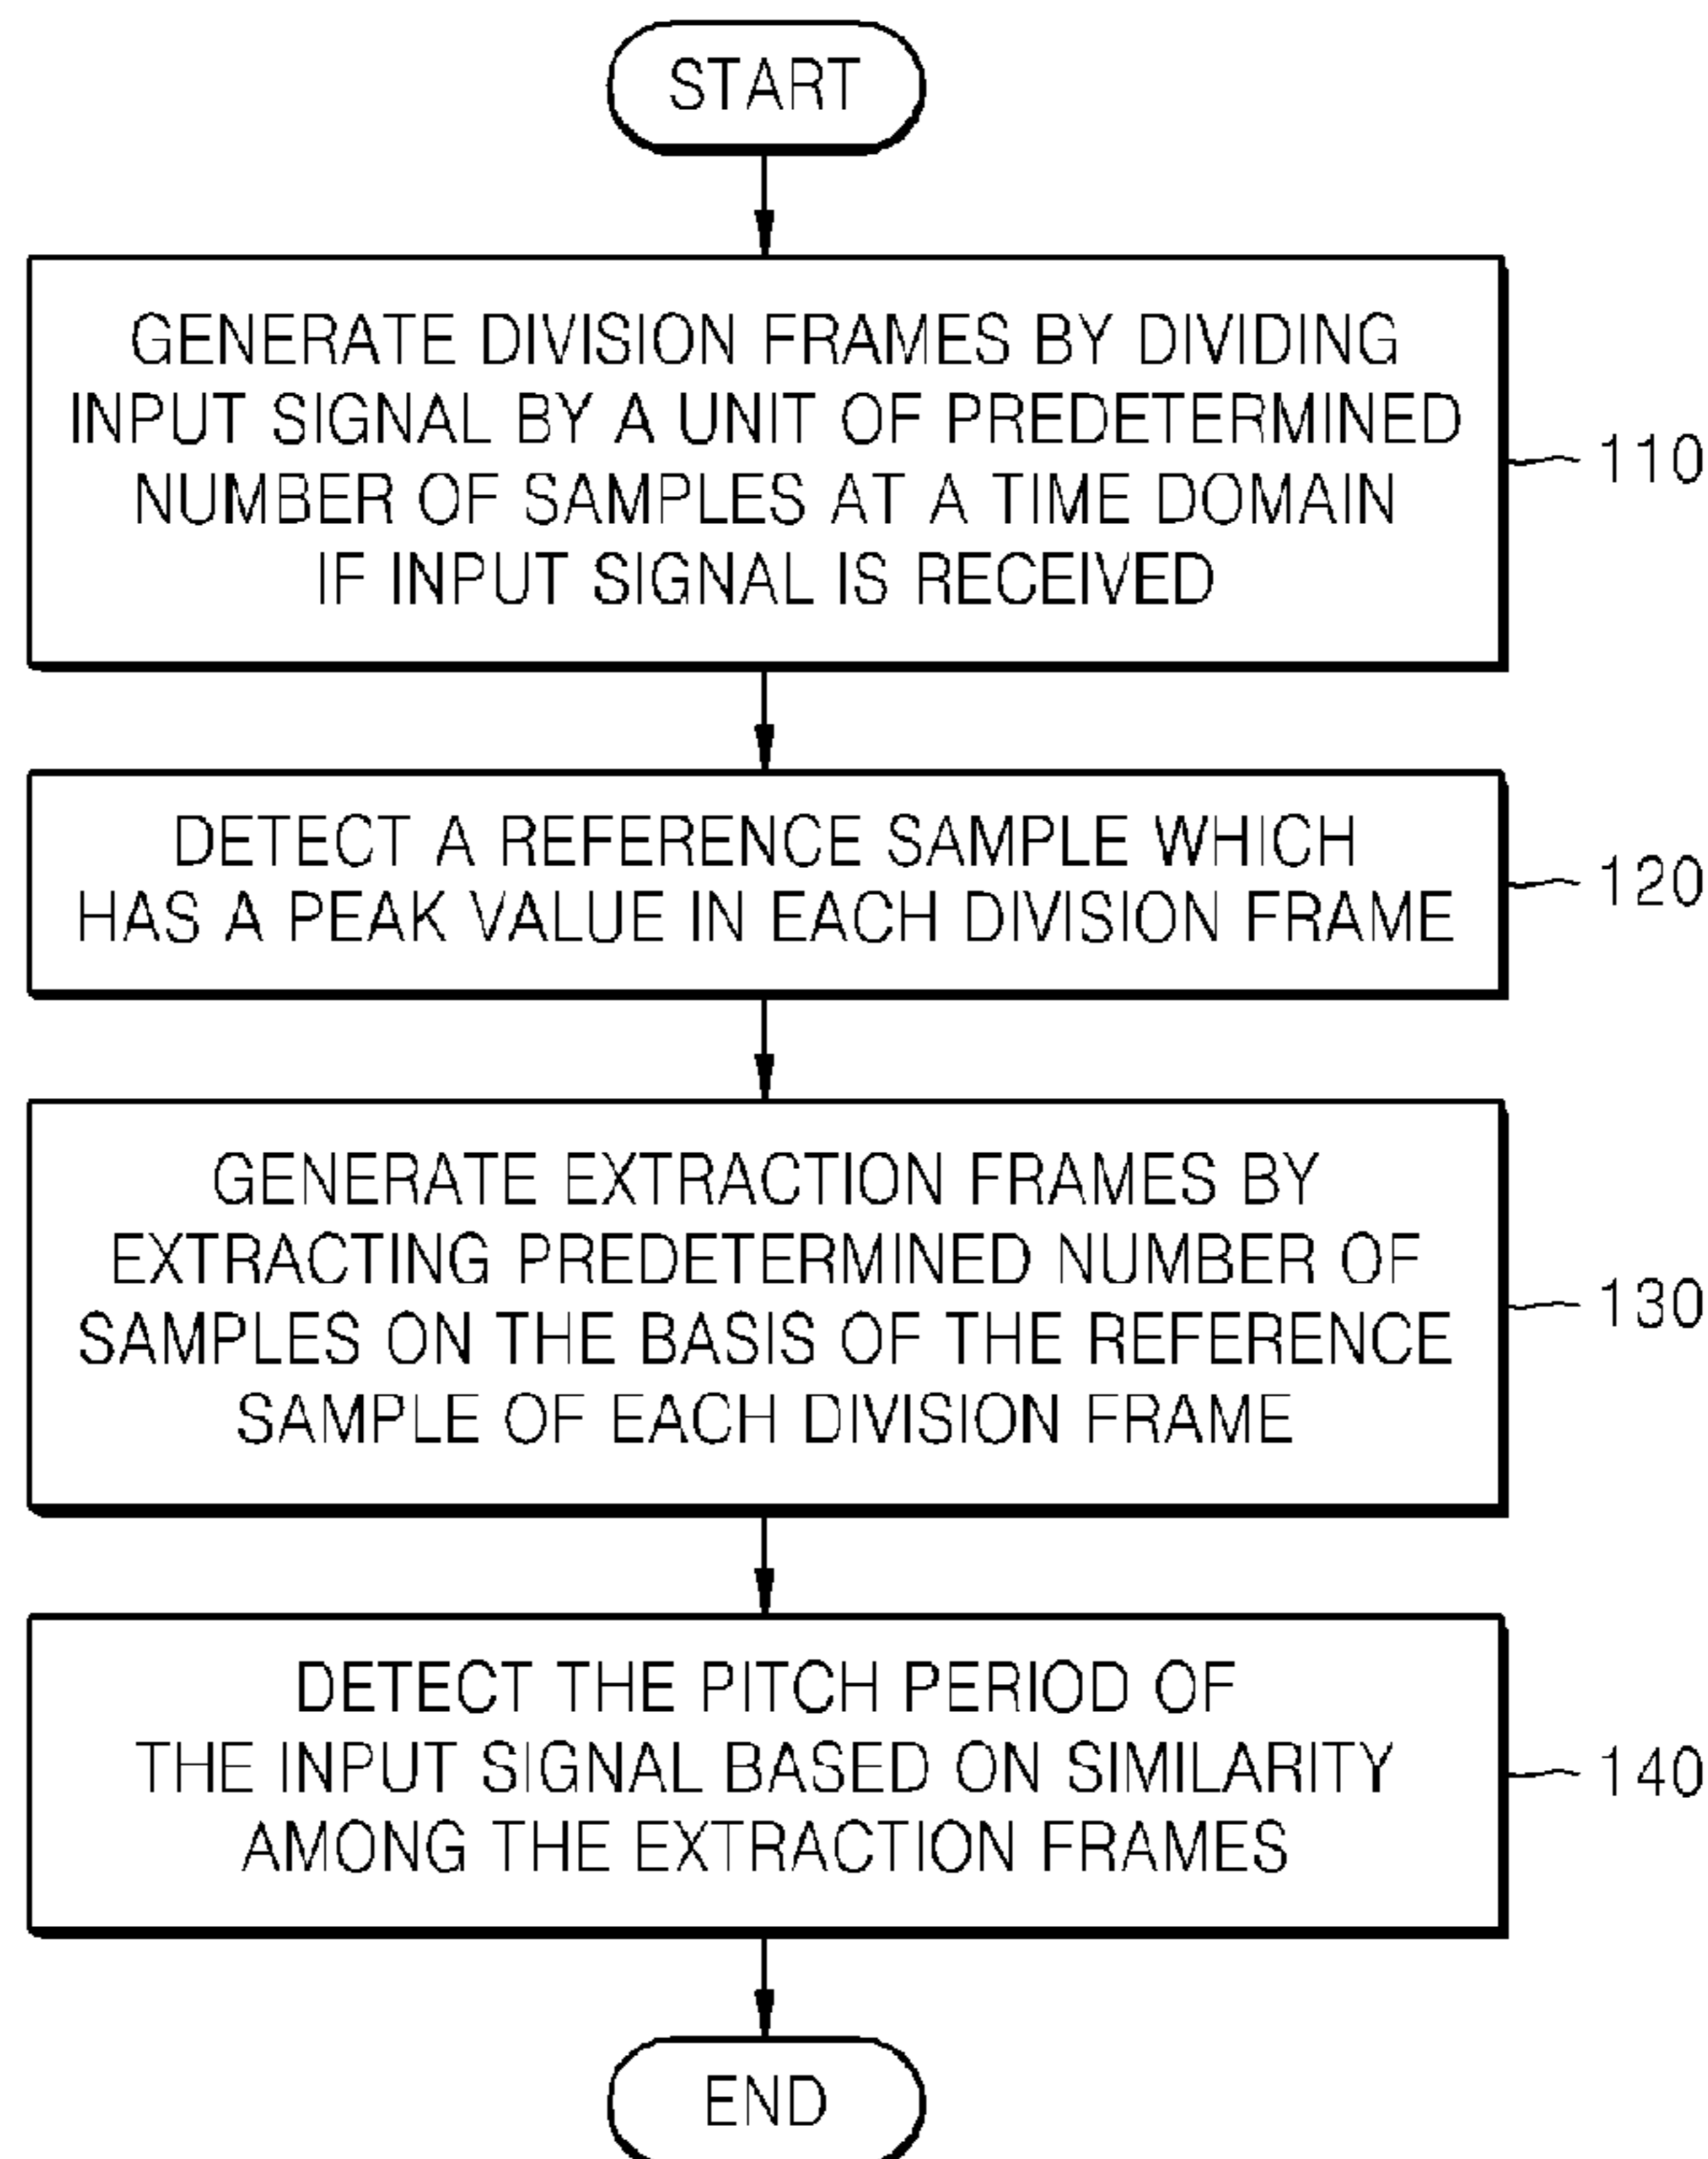 START
GENERATE DIVISION FRAMES BY DIVIDING
INPUT SIGNAL BY A UNIT OF PREDETERMINED
NUMBER OF SAMPLES AT A TIME DOMAIN
IF INPUT SIGNAL IS RECEIVED
110
DETECT A REFERENCE SAMPLE WHICH
HAS A PEAK VALUE IN EACH DIVISION FRAME
120
GENERATE EXTRACTION FRAMES BY
EXTRACTING PREDETERMINED NUMBER OF
SAMPLES ON THE BASIS OF THE REFERENCE
SAMPLE OF EACH DIVISION FRAME
130
DETECT THE PITCH PERIOD OF
THE INPUT SIGNAL BASED ON SIMILARITY
AMONG THE EXTRACTION FRAMES
140
END